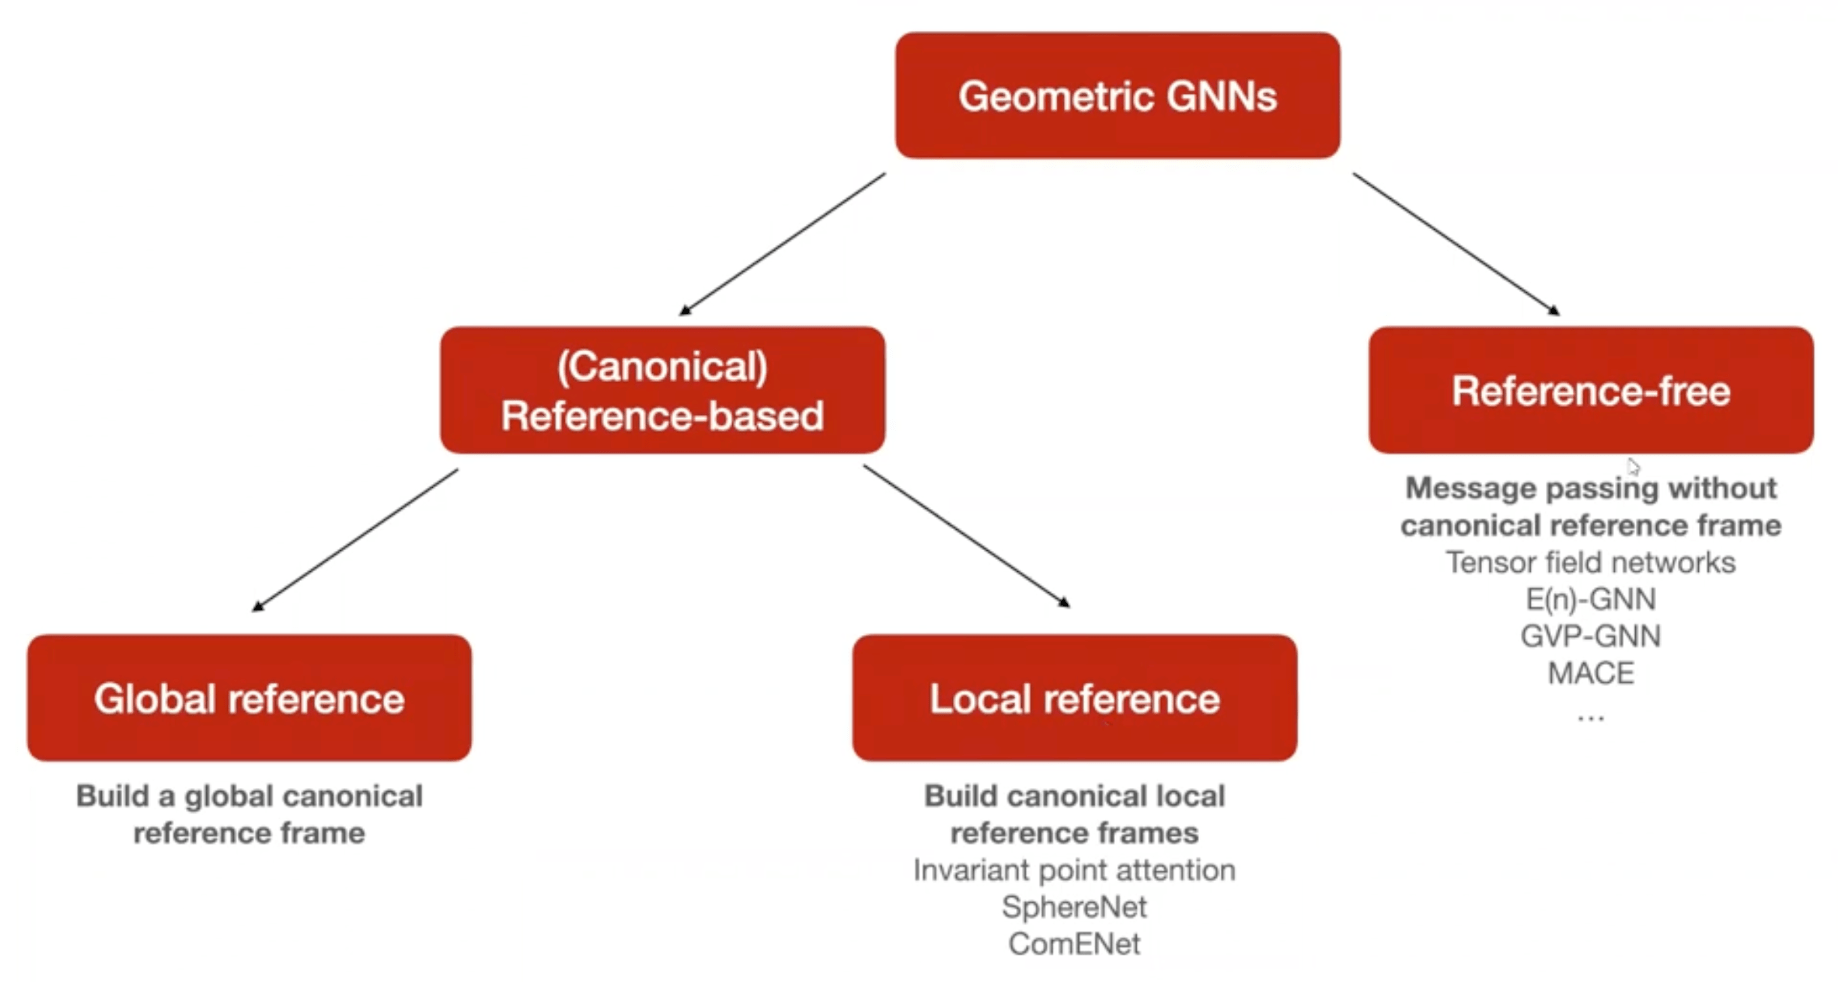 Geometric GNNs
(Canonical)
Reference-based
Reference-free
Message passing without
canonical reference frame
Tensor field networks
E(n)-GNN
GVP-GNN
MACE
...
Global reference
Build a global canonical
reference frame
Local reference
Build canonical local
reference frames
Invariant point attention
SphereNet
ComENet